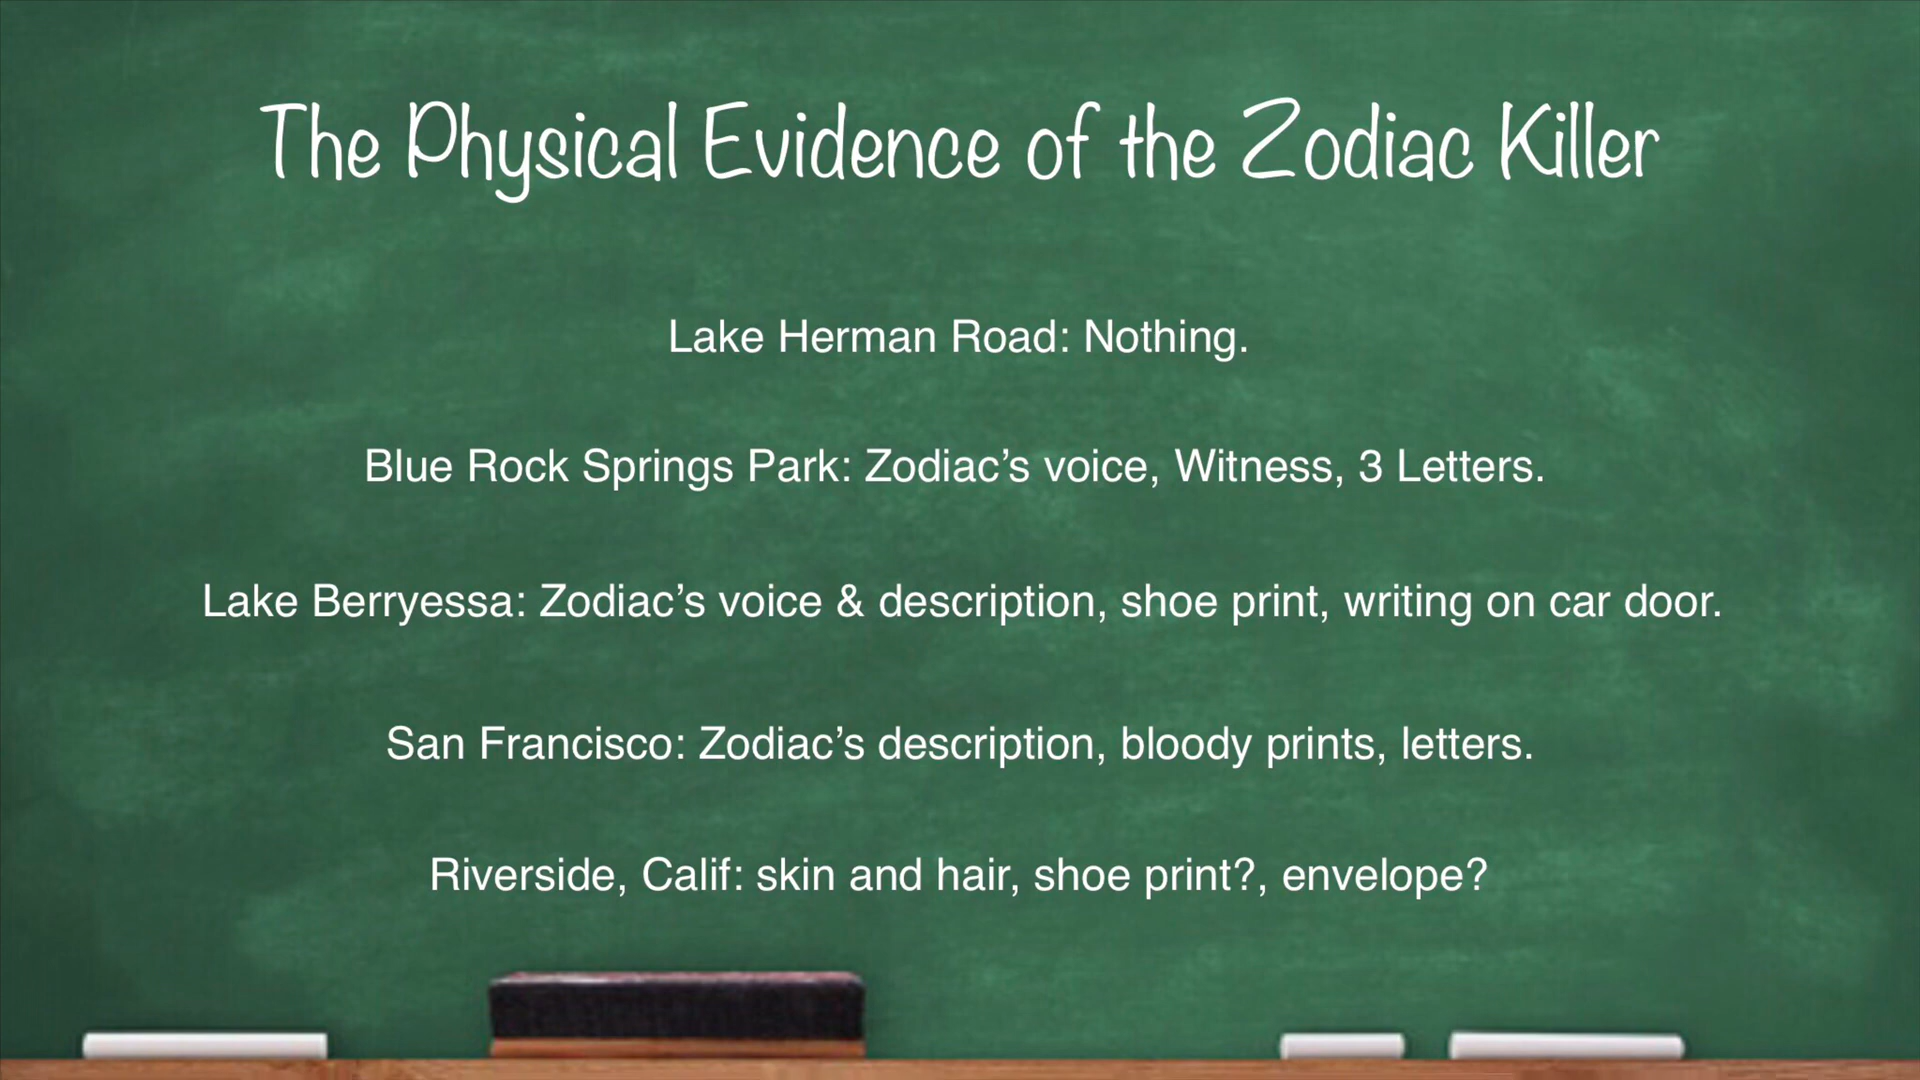 The Physical Evidence of the Zodiac Killer
Lake Herman Road: Nothing.
Blue Rock Springs Park: Zodiac’s voice, Witness, 3 Letters.
Lake Berryessa: Zodiac’s voice & description, shoe print, writing on car door.
San Francisco: Zodiac’s description, bloody prints, letters.
Riverside, Calif: skin and hair, shoe print?, envelope?